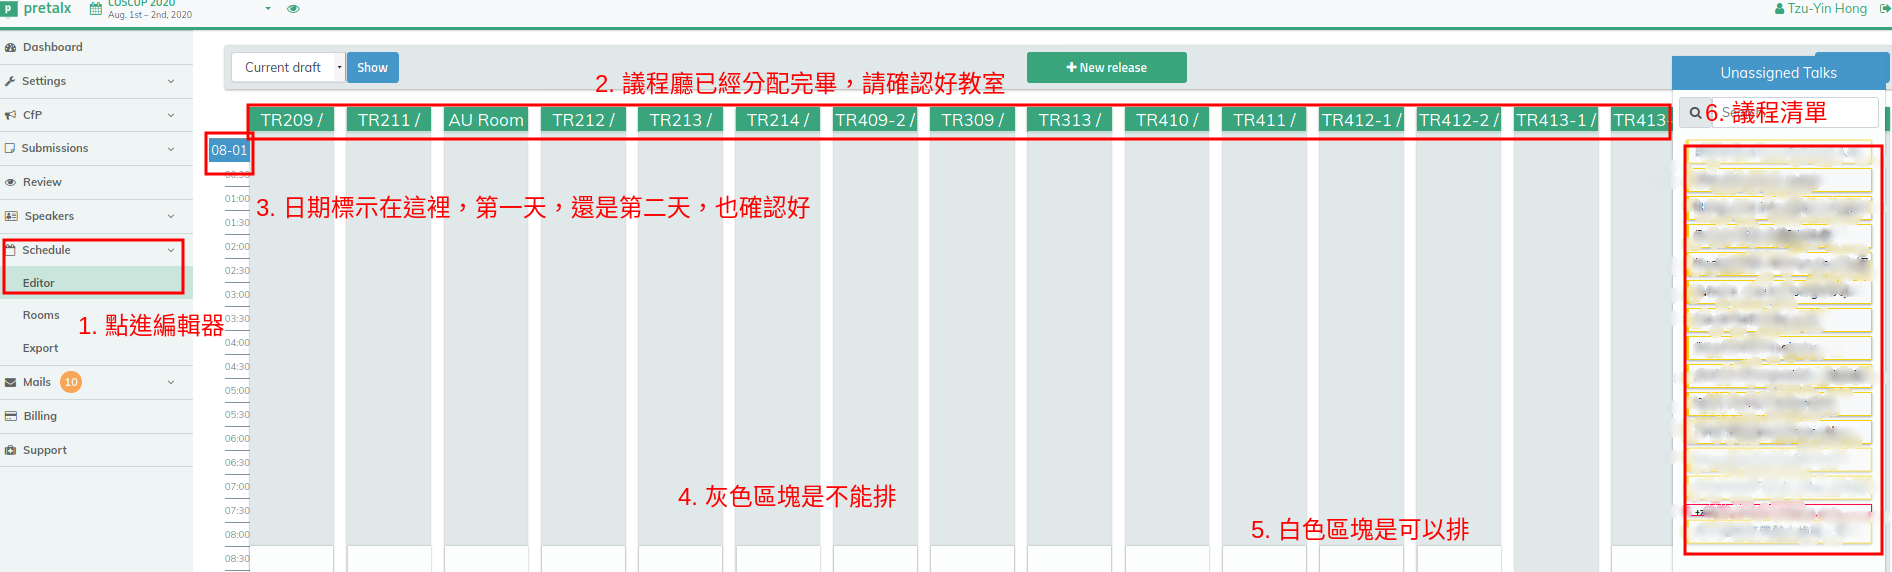 pretalx
COSCUP 2020
Aug. 1st – 2nd, 2020
Tzu-Yin Hong
Dashboard
Settings
CfP
Submissions
Review
Speakers
Schedule
Editor
Rooms
Export
Mails 10
Billing
Support
1. 點進編輯器
Current draft
Show
+ New release
Unassigned Talks
2. 議程廳已經分配完畢，請確認好教室
6. 議程清單
TR209 / TR211 / AU Room TR212 / TR213 / TR214 / TR409-2 / TR309 / TR313 / TR410 / TR411 / TR412-1 / TR412-2 / TR413-1 / TR413-
08-01
00:30
01:00
01:30
02:00
02:30
03:00
03:30
04:00
04:30
05:00
05:30
06:00
06:30
07:00
07:30
08:00
08:30
3. 日期標示在這裡，第一天，還是第二天，也確認好
4. 灰色區塊是不能排
5. 白色區塊是可以排